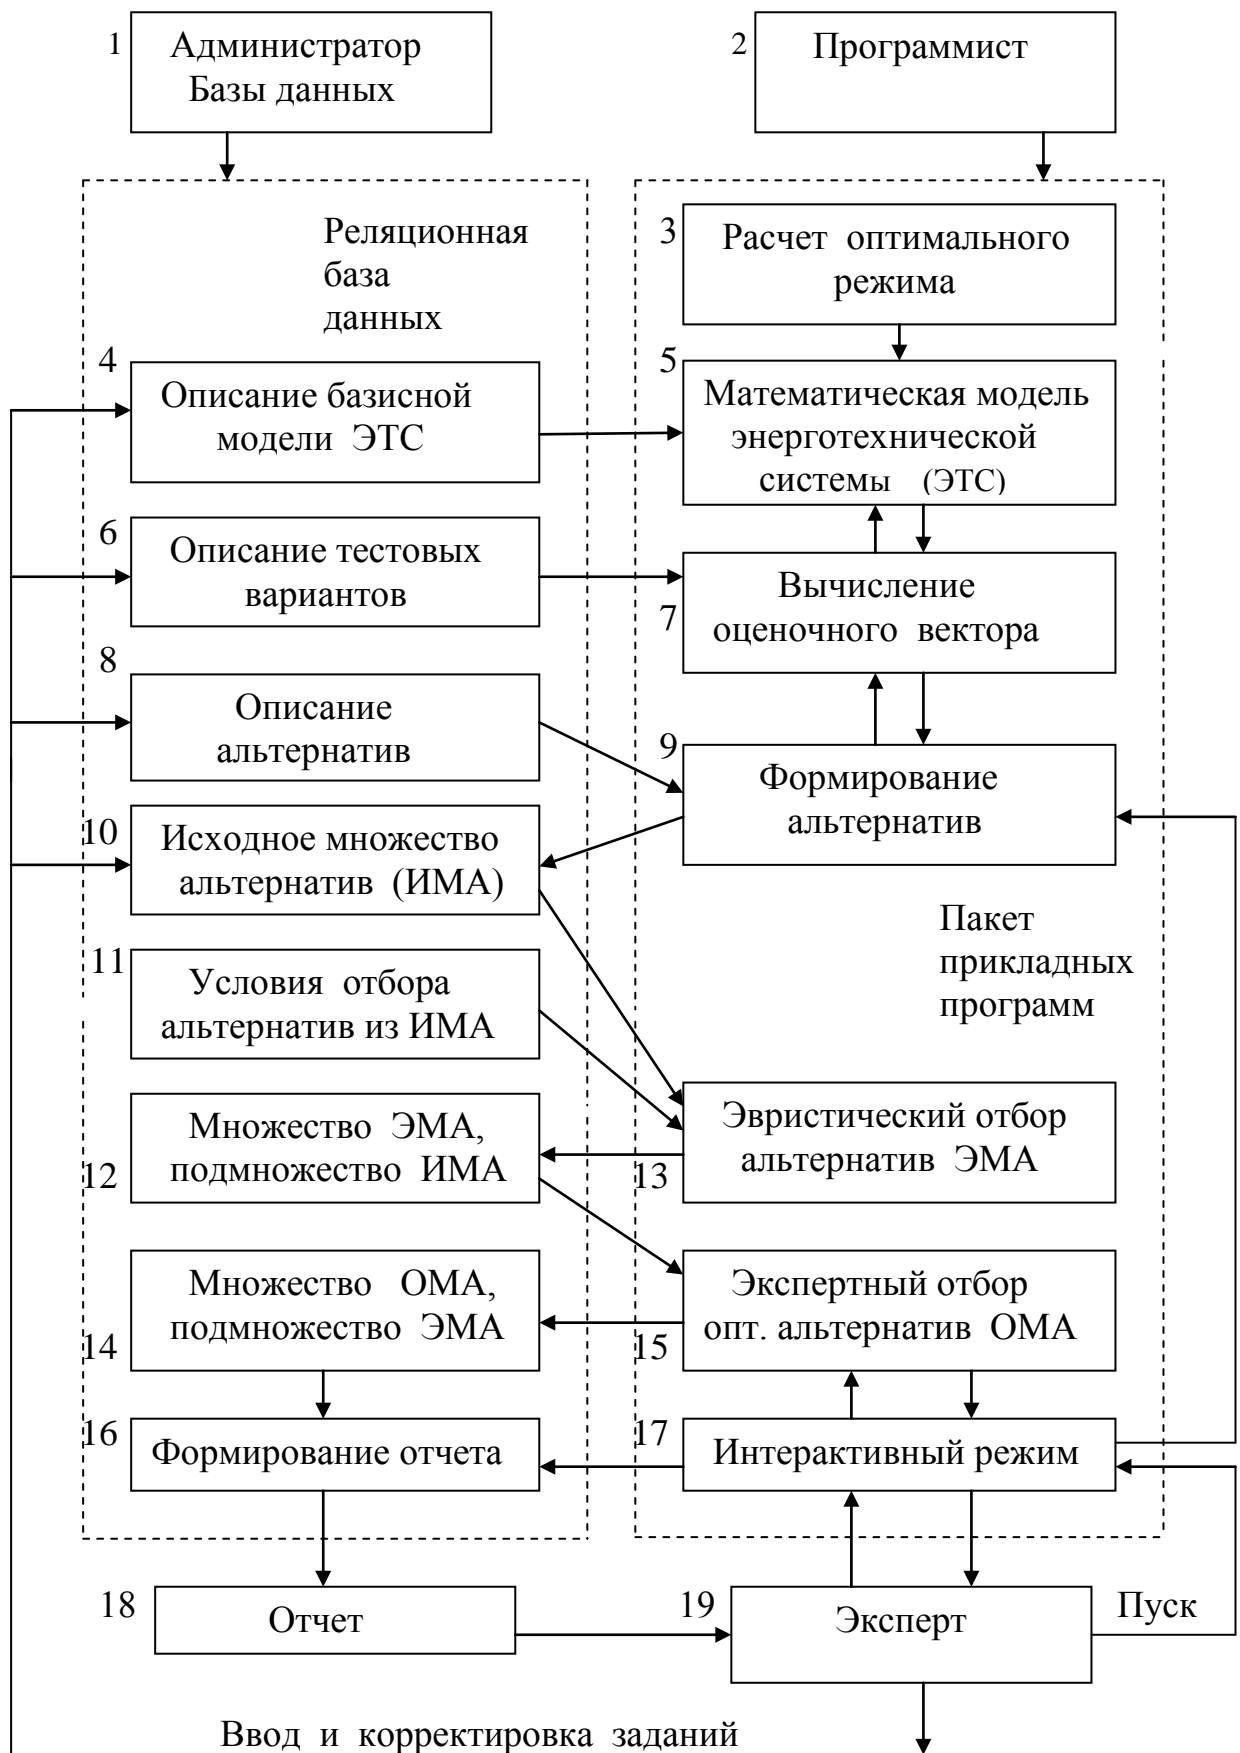 1
Администратор
Базы данных
2
Программист
Реляционная
база
данных
3
Расчет оптимального
режима
4
Описание базисной
модели ЭТС
5
Математическая модель
энерготехнической
системы (ЭТС)
6
Описание тестовых
вариантов
7
Вычисление
оценочного вектора
8
Описание
альтернатив
9
Формирование
альтернатив
10
Исходное множество
альтернатив (ИМА)
Пакет
прикладных
программ
11
Условия отбора
альтернатив из ИМА
12
Множество ЭМА,
подмножество ИМА
13
Эвристический отбор
альтернатив ЭМА
14
Множество ОМА,
подмножество ЭМА
15
Экспертный отбор
опт. альтернатив ОМА
16
Формирование отчета
17
Интерактивный режим
18
Отчет
19
Эксперт
Пуск
Ввод и корректировка заданий